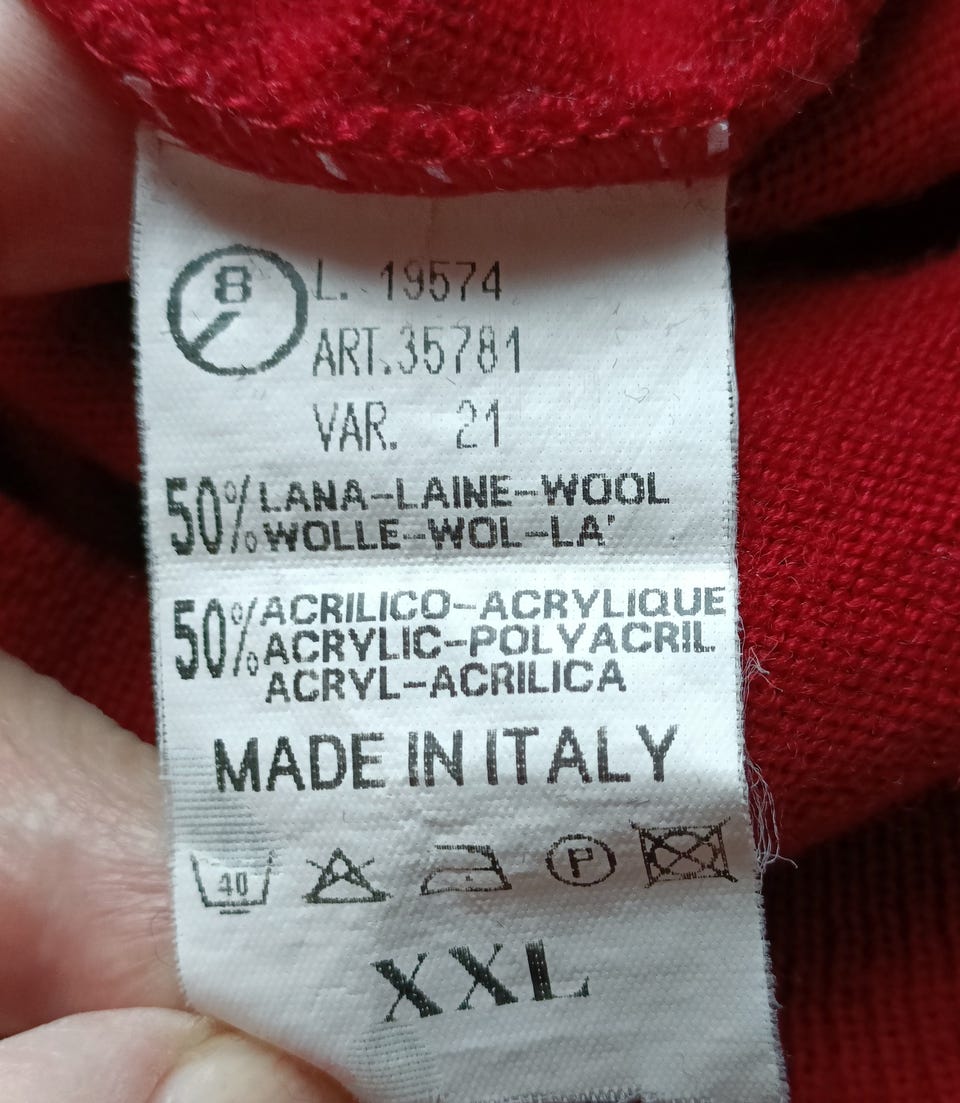 8
L. 19574
ART.35781
VAR. 21
50% LANA-LAINE-WOOL
WOLLE-WOL-LA'
50% ACRILICO-ACRYLIQUE
ACRYLIC-POLYACRIL
ACRYL-ACRILICA
MADE IN ITALY
40 P
XXL